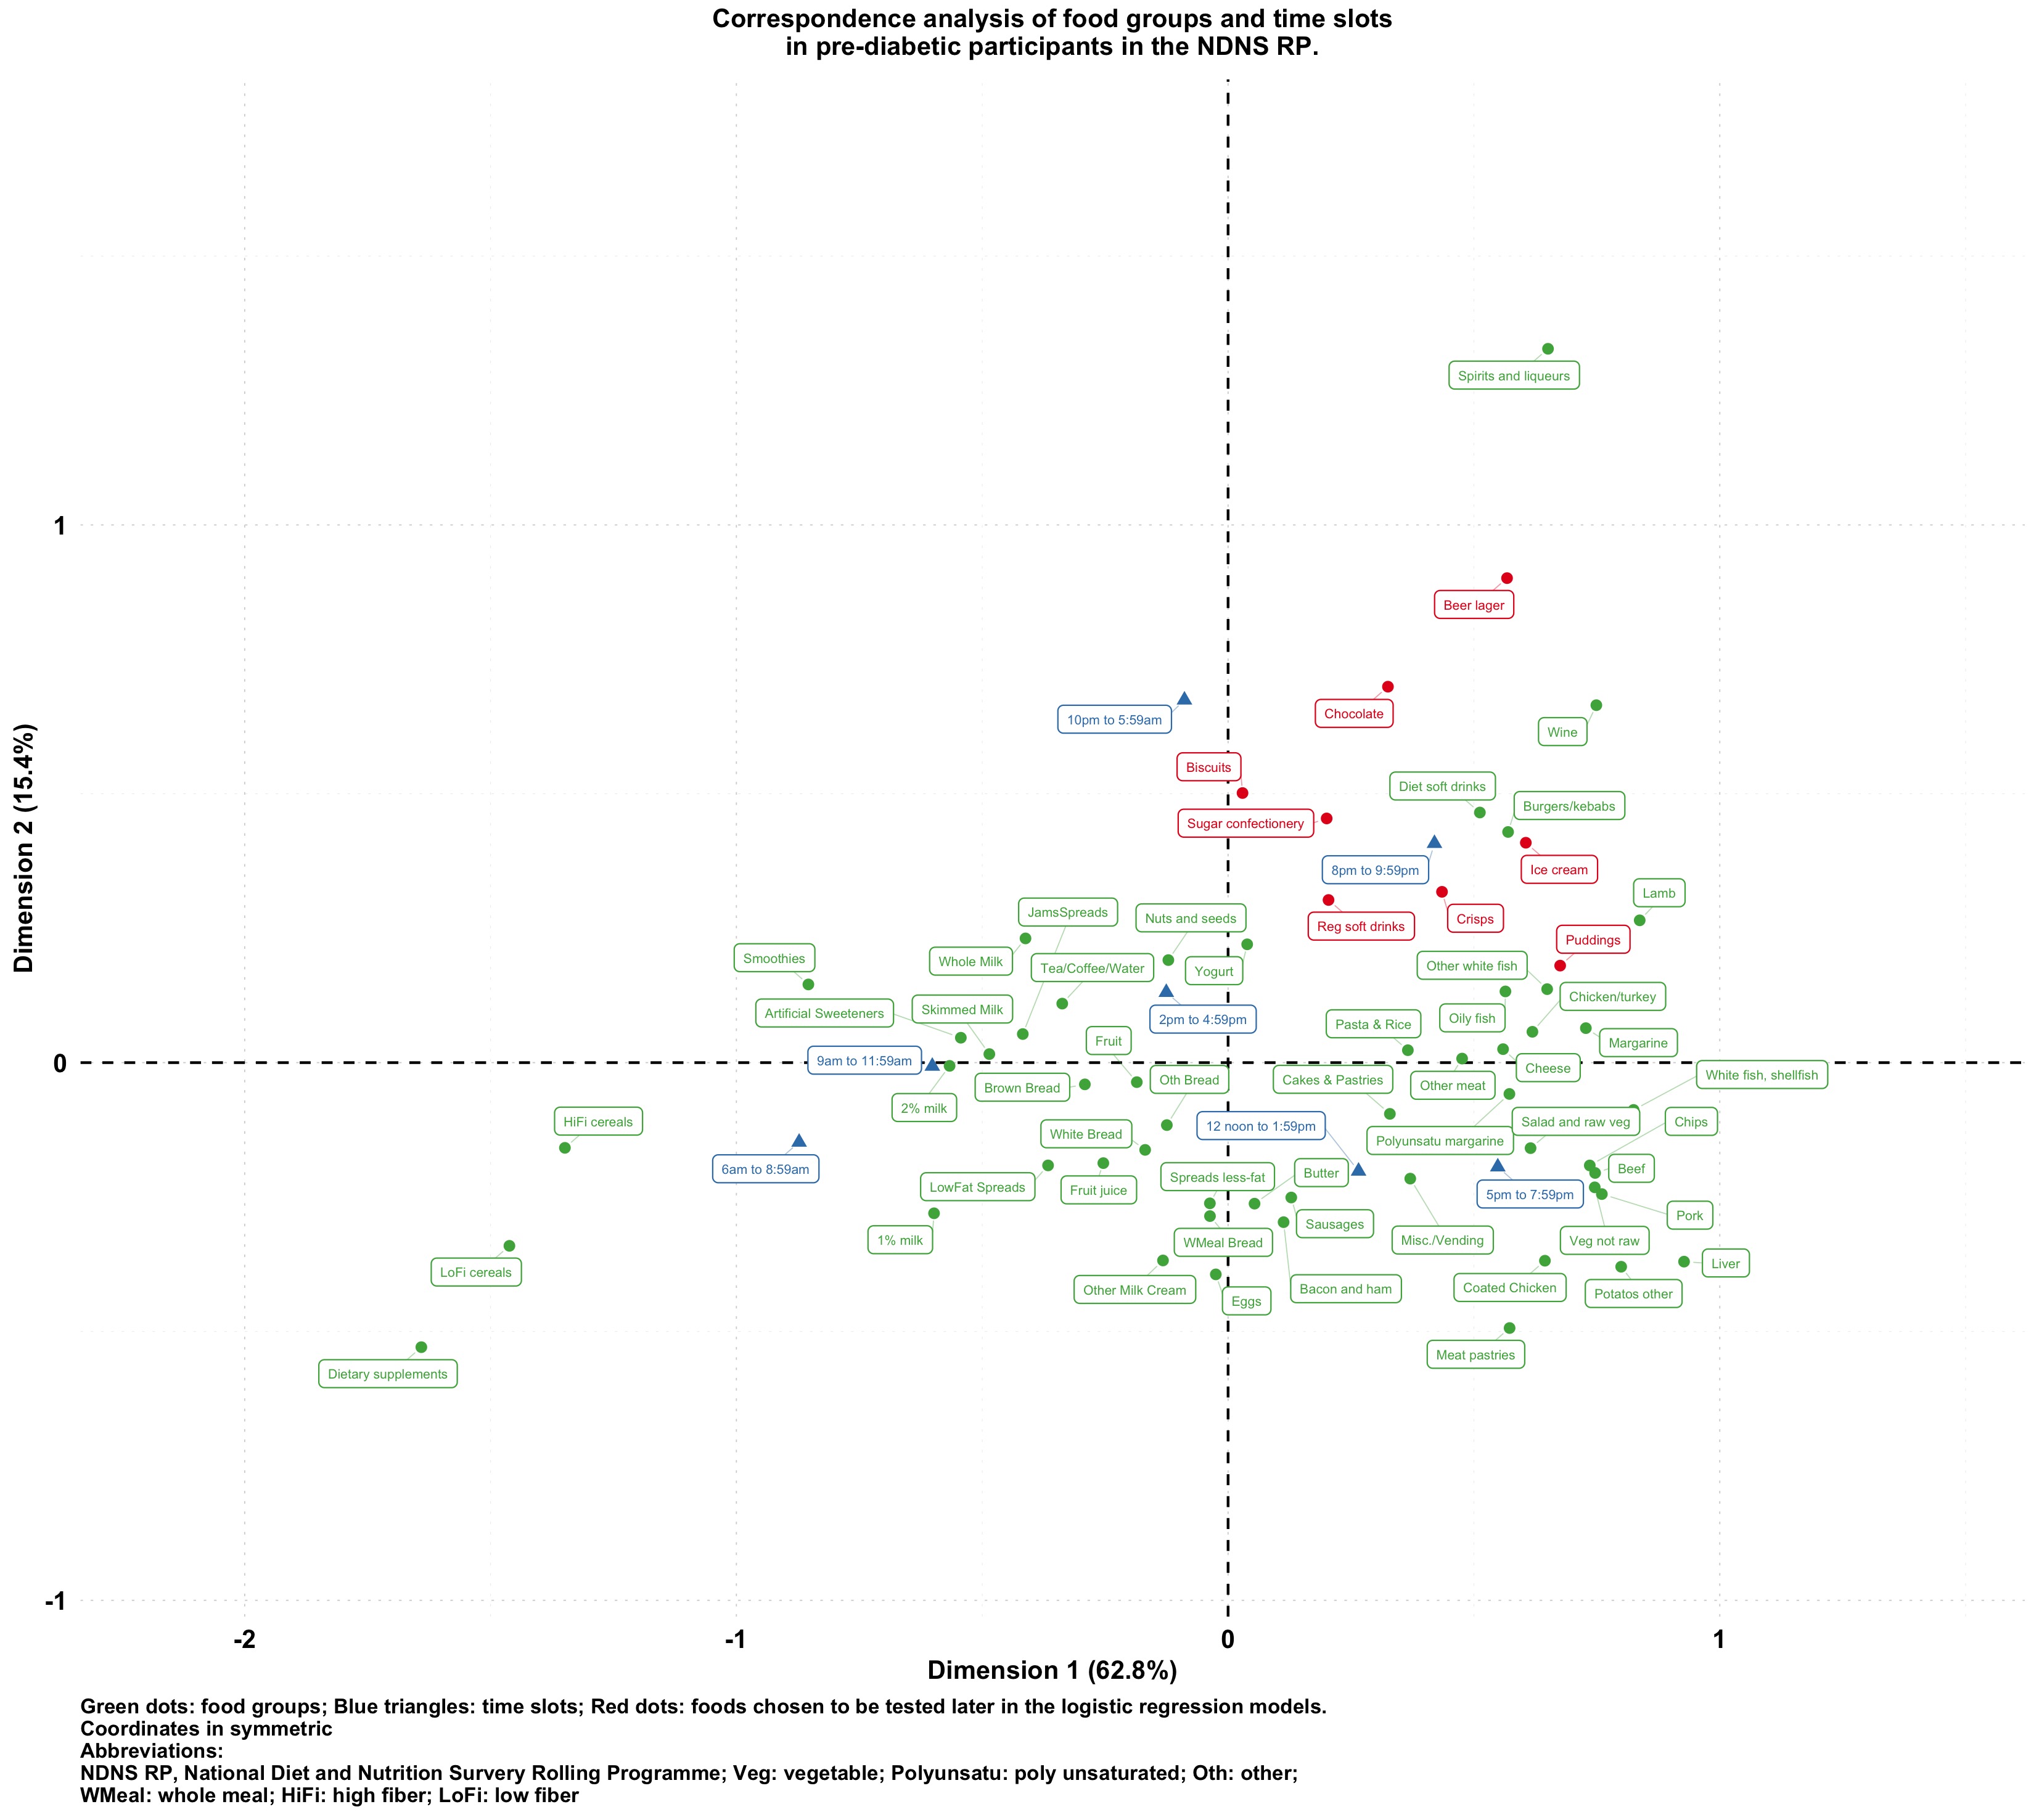 Correspondence analysis of food groups and time slots
in pre-diabetic participants in the NDNS RP.
Spirits and liqueurs
1
Beer lager
Chocolate
10pm to 5:59am
Wine
Biscuits
Diet soft drinks
Burgers/kebabs
Sugar confectionery
8pm to 9:59pm
Ice cream
Lamb
JamsSpreads
Nuts and seeds
Reg soft drinks
Crisps
Puddings
Smoothies
Whole Milk
Tea/Coffee/Water
Yogurt
Other white fish
Chicken/turkey
Artificial Sweeteners
Skimmed Milk
2pm to 4:59pm
Pasta & Rice
Oily fish
Margarine
Fruit
0
9am to 11:59am
Cheese
White fish, shellfish
Brown Bread
Oth Bread
Cakes & Pastries
Other meat
2% milk
HiFi cereals
12 noon to 1:59pm
Salad and raw veg
Chips
White Bread
Polyunsatu margarine
6am to 8:59am
Spreads less-fat
Butter
Beef
LowFat Spreads
Fruit juice
5pm to 7:59pm
Pork
1% milk
Sausages
WMeal Bread
Misc./Vending
Veg not raw
Liver
LoFi cereals
Other Milk Cream
Eggs
Bacon and ham
Coated Chicken
Potatos other
Meat pastries
Dietary supplements
-1
Dimension 2 (15.4%)
-2
-1
0
1
Dimension 1 (62.8%)
Green dots: food groups; Blue triangles: time slots; Red dots: foods chosen to be tested later in the logistic regression models.
Coordinates in symmetric
Abbreviations:
NDNS RP, National Diet and Nutrition Survery Rolling Programme; Veg: vegetable; Polyunsatu: poly unsaturated; Oth: other;
WMeal: whole meal; HiFi: high fiber; LoFi: low fiber